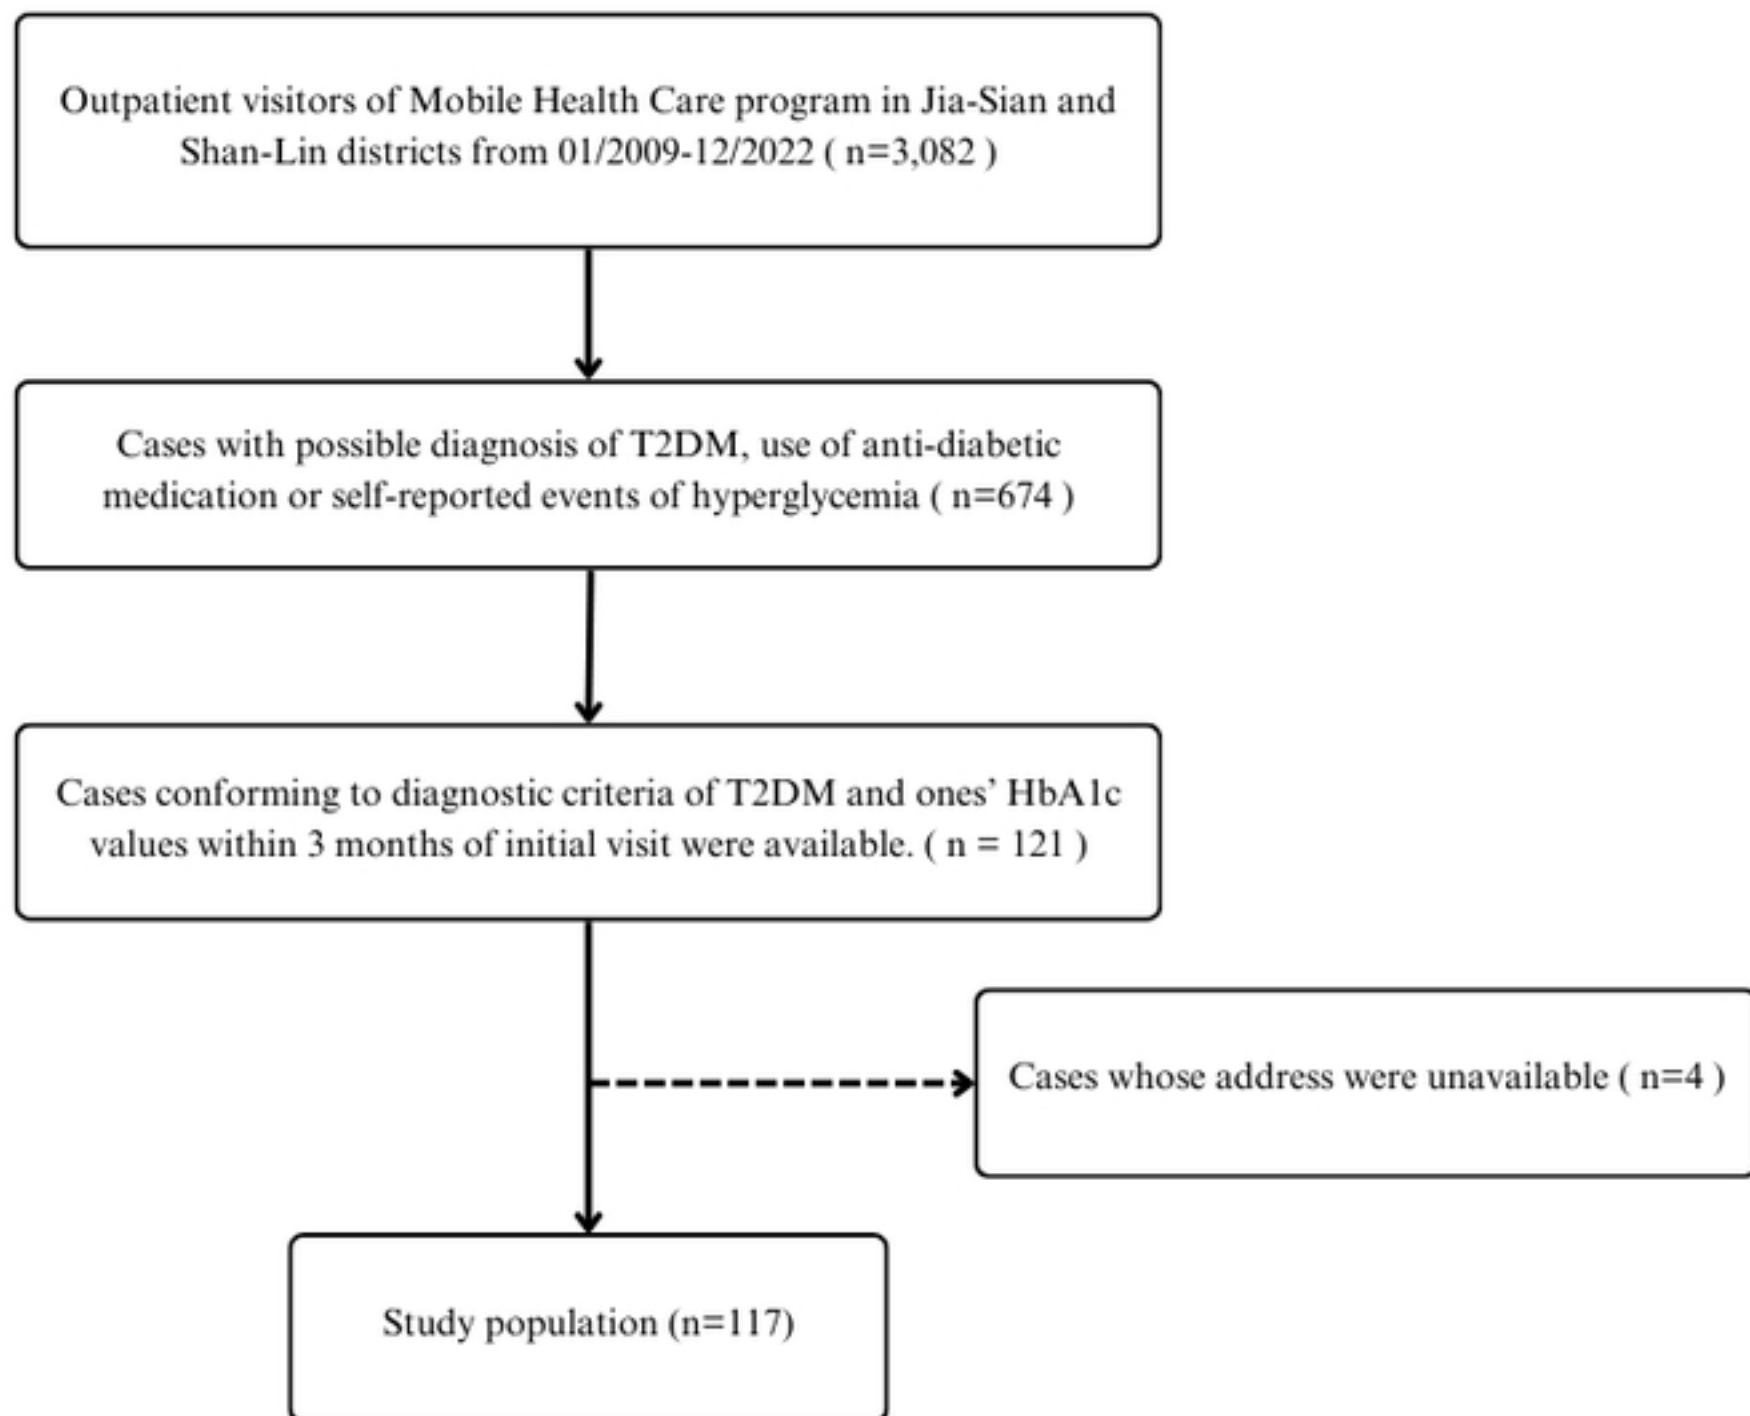 Outpatient visitors of Mobile Health Care program in Jia-Sian and
Shan-Lin districts from 01/2009-12/2022 ( n=3,082 )
Cases with possible diagnosis of T2DM, use of anti-diabetic
medication or self-reported events of hyperglycemia ( n=674 )
Cases conforming to diagnostic criteria of T2DM and ones’ HbA1c
values within 3 months of initial visit were available. ( n = 121 )
Cases whose address were unavailable ( n=4 )
Study population (n=117)